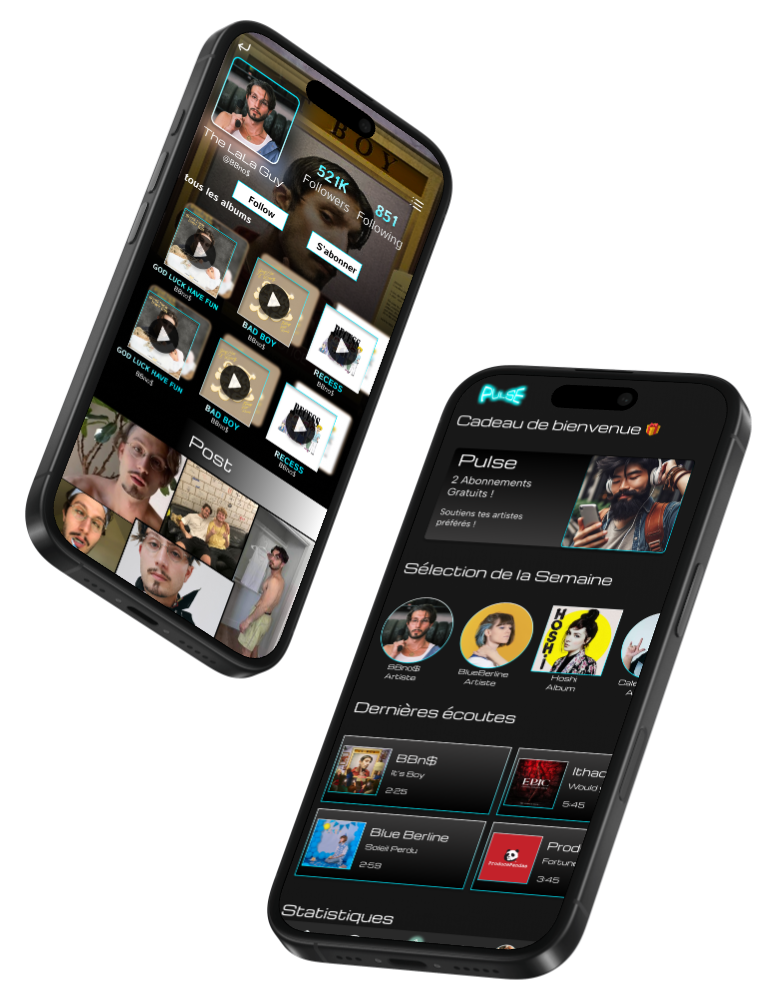 BOY
The LaLa Guy
@BBno$
521K
Followers
851
Following
Follow
S'abonner
tous les albums
GOD LUCK HAVE FUN
BBno$
BAD BOY
BBno$
RECESS
BBno$
GOD LUCK HAVE FUN
BBno$
BAD BOY
BBno$
RECESS
BBno$
Post
PULSE
Cadeau de bienvenue 🎁
Pulse
2 Abonnements
Gratuits !
Soutiens tes artistes
préférés !
Sélection de la Semaine
HOSHI
BBno$
Artiste
BlueBerline
Artiste
Hoshi
Album
Cale
A
Dernières écoutes
BBn$
It's Boy
2:25
EPIC
Ithac
Would
5:45
Blue Berline
Soleil Perdu
2:59
ProducePandas
Prod
Fortun
3:45
Statistiques